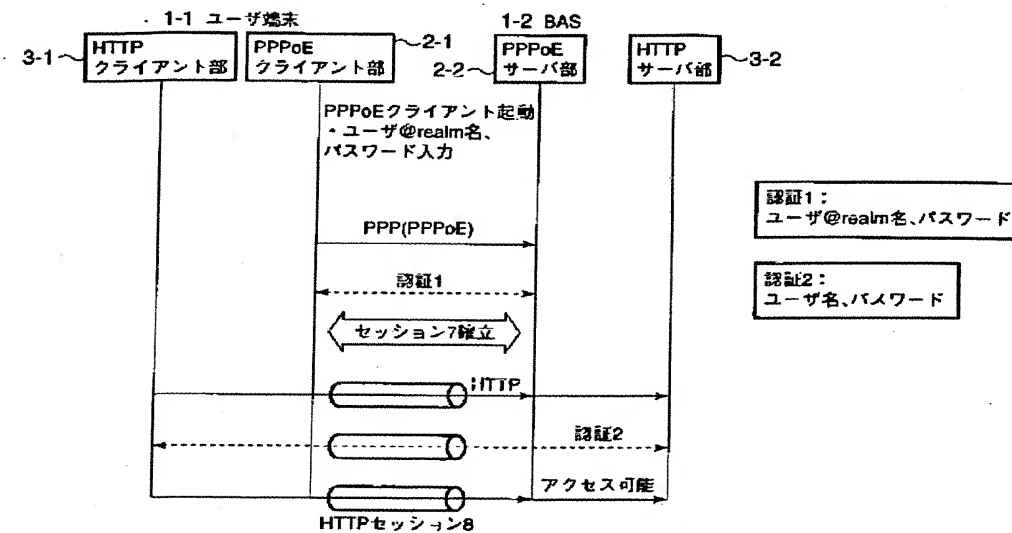 1-1 ユーザ端末
1-2 BAS
3-1
HTTP
クライアント部
PPPoE
クライアント部
2-1
2-2
PPPoE
サーバ部
HTTP
サーバ部
3-2
PPPoEクライアント起動
・ユーザ@realm名、
パスワード入力
PPP(PPPoE)
認証1
セッション7確立
HTTP
認証2
アクセス可能
HTTPセッション8
認証1：
ユーザ@realm名、パスワード
認証2：
ユーザ名、パスワード